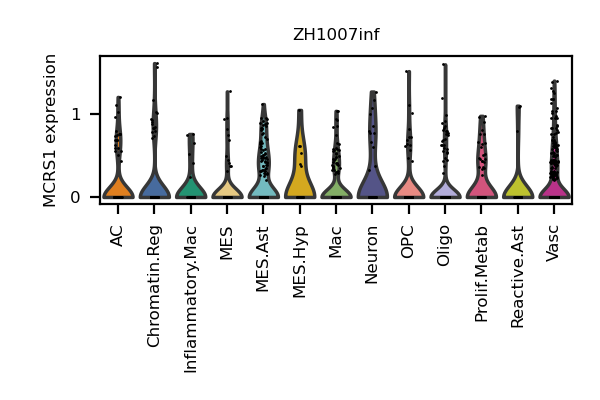 ZH1007inf
MCRS1 expression
1
0
AC
Chromatin.Reg
Inflammatory.Mac
MES
MES.Ast
MES.Hyp
Mac
Neuron
OPC
Oligo
Prolif.Metab
Reactive.Ast
Vasc